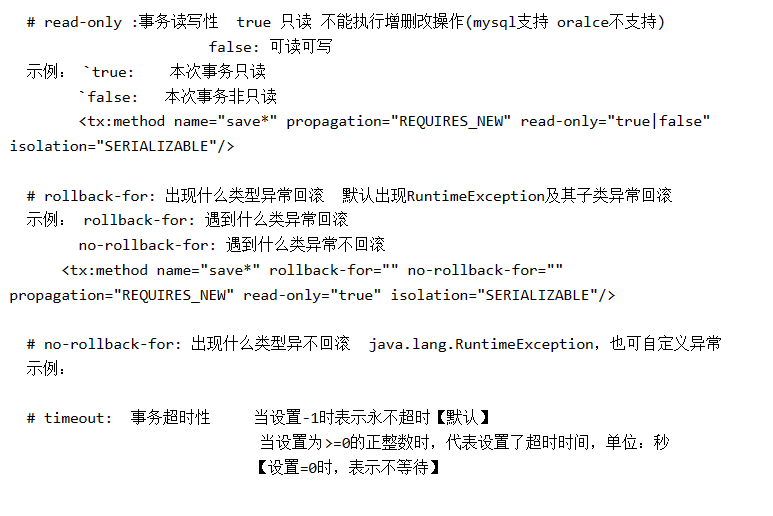 # read-only :事务读写性  true 只读 不能执行增删改操作(mysql支持 oralce不支持)
false: 可读可写
示例： `true:    本次事务只读
`false:   本次事务非只读
<tx:method name="save*" propagation="REQUIRES_NEW" read-only="true|false"
isolation="SERIALIZABLE"/>
# rollback-for: 出现什么类型异常回滚  默认出现RuntimeException及其子类异常回滚
示例： rollback-for: 遇到什么类异常回滚
no-rollback-for: 遇到什么类异常不回滚
<tx:method name="save*" rollback-for="" no-rollback-for=""
propagation="REQUIRES_NEW" read-only="true" isolation="SERIALIZABLE"/>
# no-rollback-for: 出现什么类型异不回滚  java.lang.RuntimeException，也可自定义异常
示例：
# timeout:  事务超时性     当设置-1时表示永不超时【默认】
当设置为>=0的正整数时，代表设置了超时时间，单位：秒
【设置=0时，表示不等待】